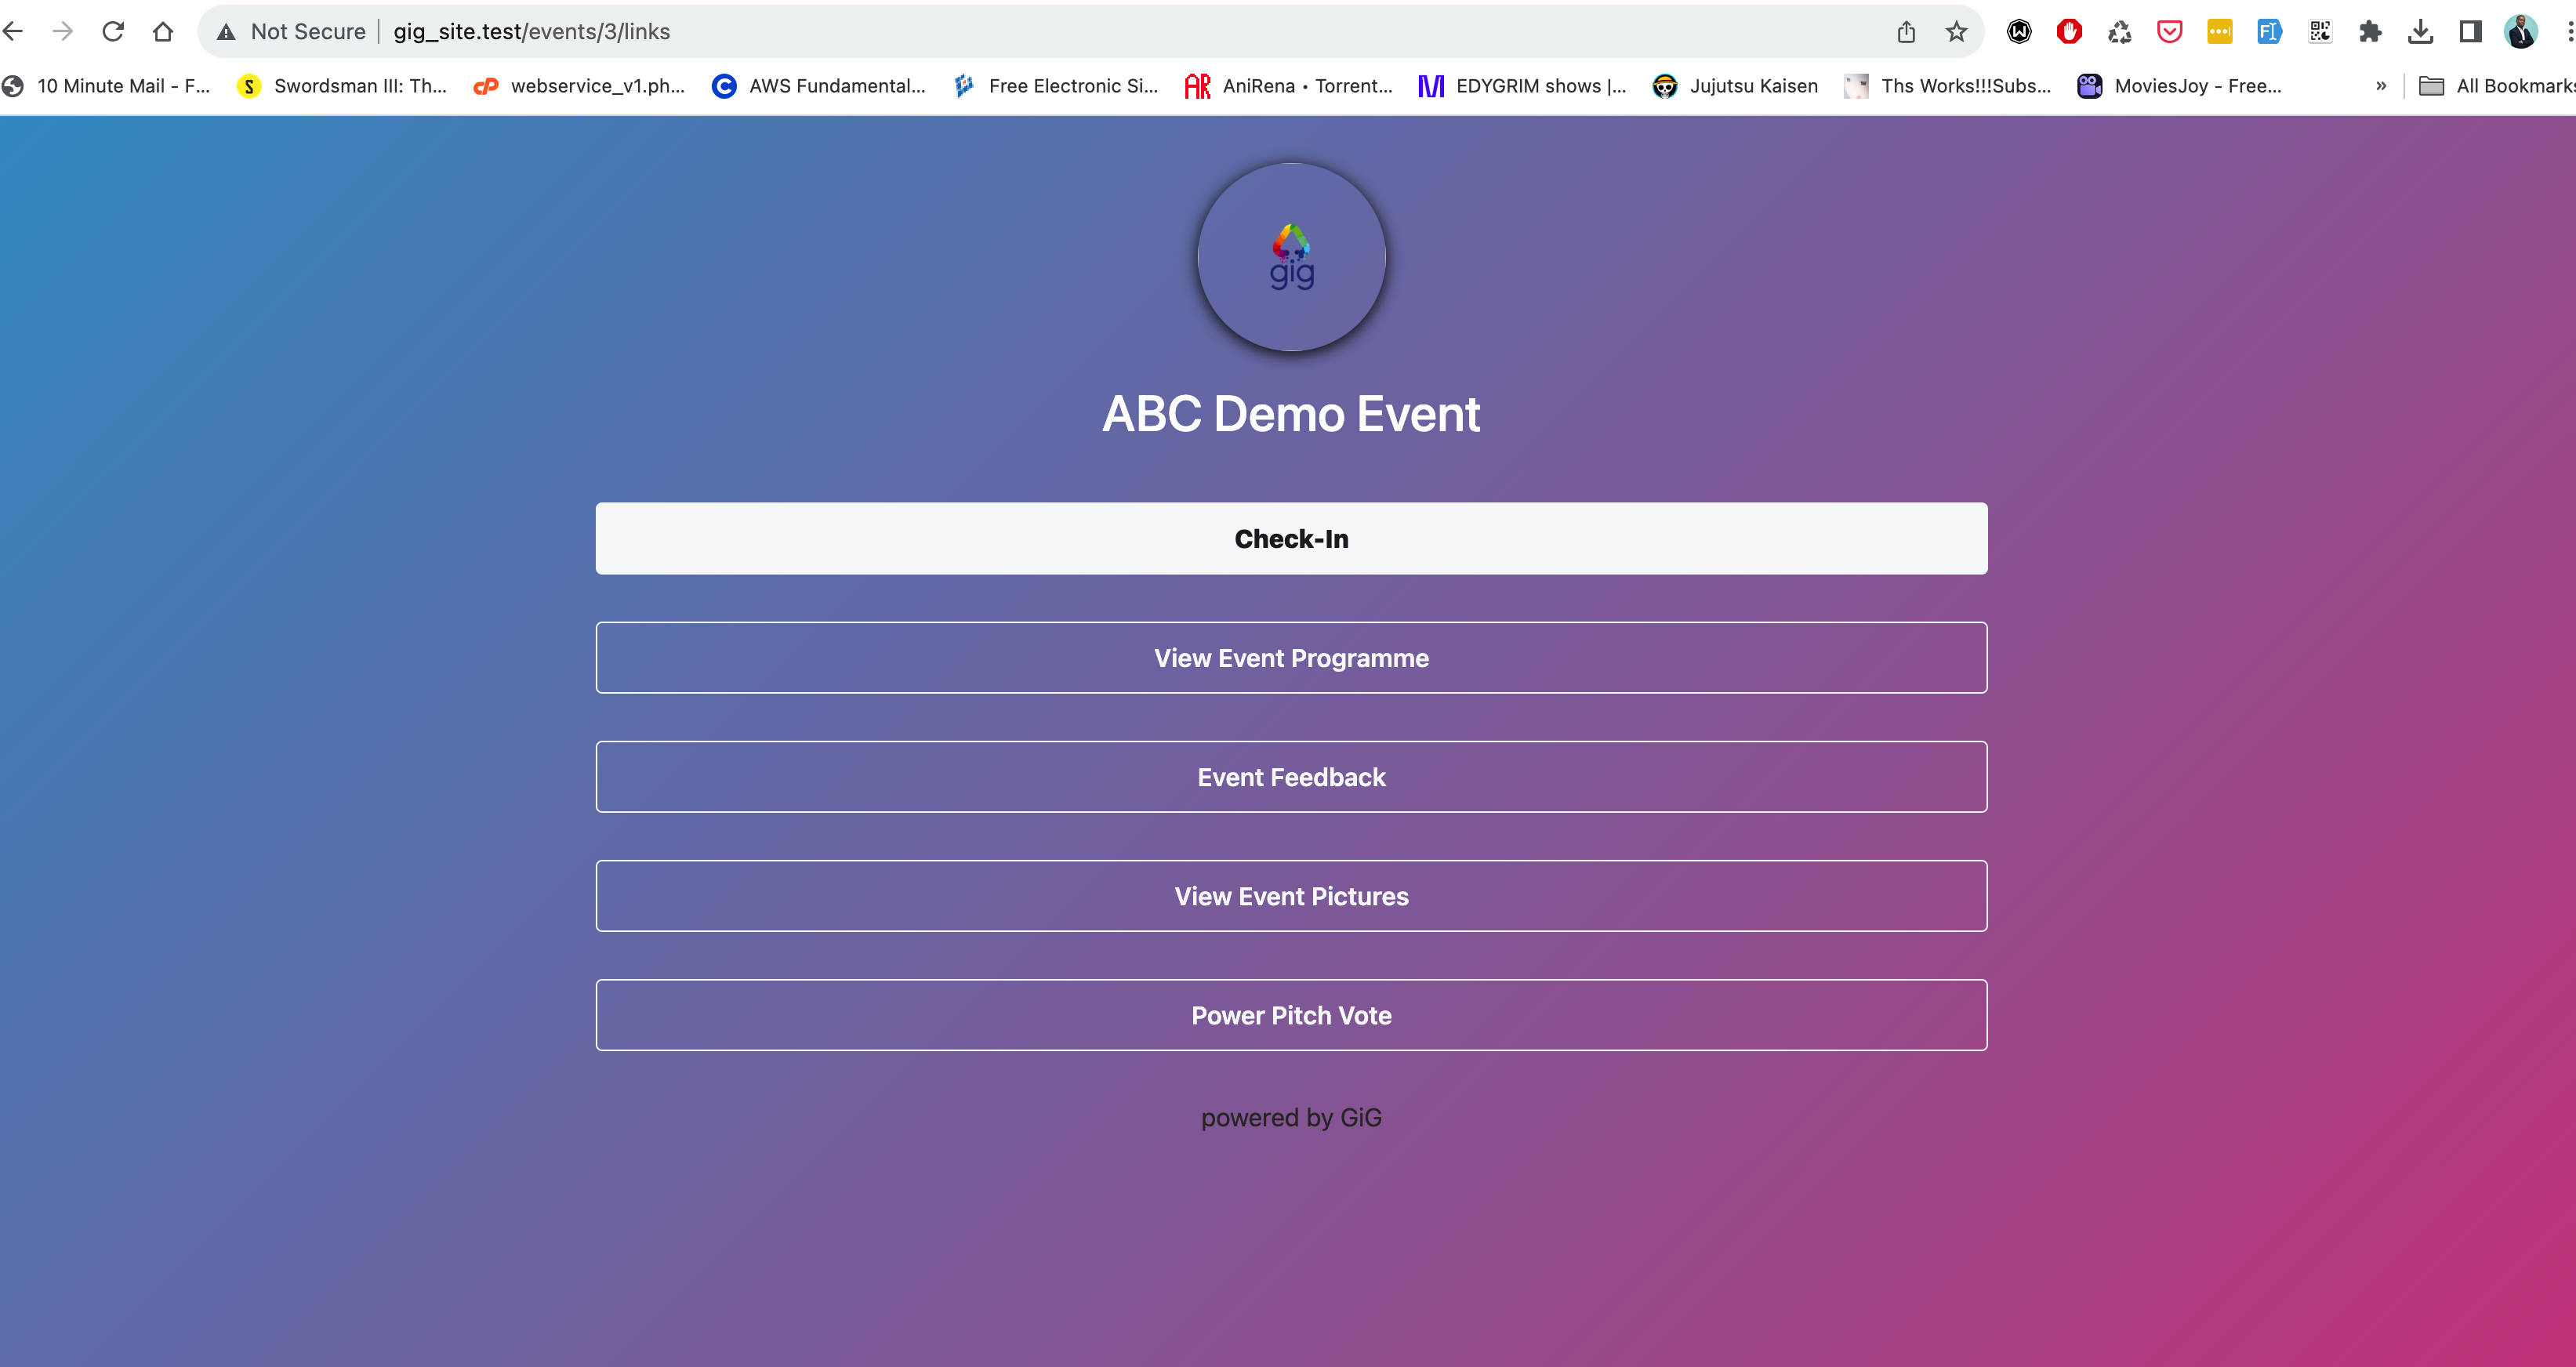 Not Secure gig_site.test/events/3/links
10 Minute Mail - F... Swordsman III: Th... webservice_v1.ph... AWS Fundamental... Free Electronic Si... AniRena • Torrent... EDYGRIM shows |... Jujutsu Kaisen Ths Works!!!Subs... MoviesJoy - Free... » All Bookmarks
gig
ABC Demo Event
Check-In
View Event Programme
Event Feedback
View Event Pictures
Power Pitch Vote
powered by GiG